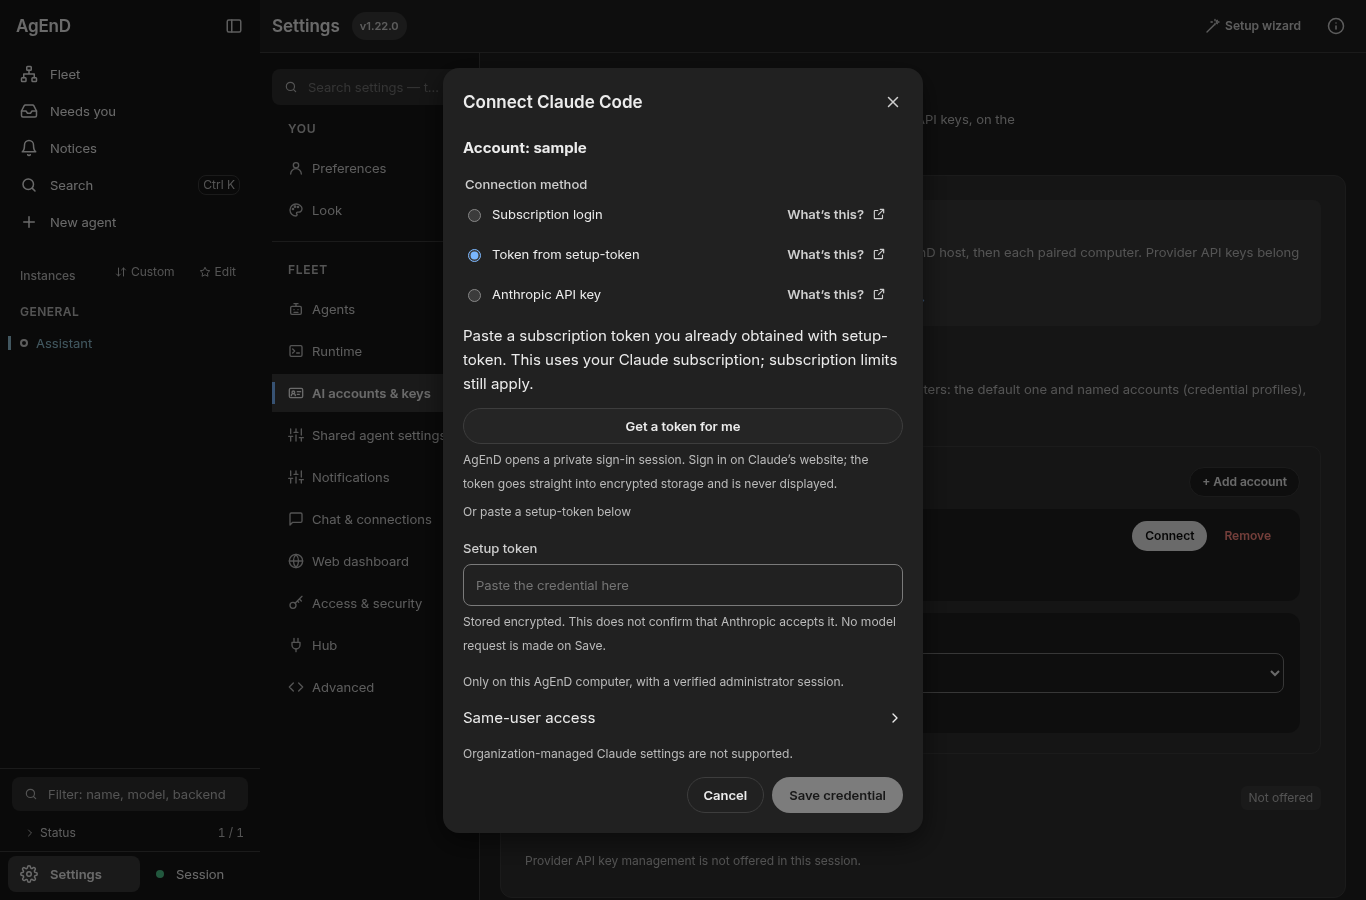 AgEnD
Settings
v1.22.0
Setup wizard
Fleet
Needs you
Notices
Search
Ctrl K
New agent
Instances
Custom
Edit
GENERAL
Assistant
Filter: name, model, backend
Status
1 / 1
Settings
Session
Search settings — t...
YOU
Preferences
Look
FLEET
Agents
Runtime
AI accounts & keys
Shared agent settings
Notifications
Chat & connections
Web dashboard
Access & security
Hub
Advanced
Connect Claude Code
Account: sample
Connection method
Subscription login
What's this?
Token from setup-token
What's this?
Anthropic API key
What's this?
Paste a subscription token you already obtained with setup-
token. This uses your Claude subscription; subscription limits
still apply.
Get a token for me
AgEnD opens a private sign-in session. Sign in on Claude's website; the
token goes straight into encrypted storage and is never displayed.
Or paste a setup-token below
Setup token
Paste the credential here
Stored encrypted. This does not confirm that Anthropic accepts it. No model
request is made on Save.
Only on this AgEnD computer, with a verified administrator session.
Same-user access
Organization-managed Claude settings are not supported.
Cancel
Save credential
API keys, on the
host, then each paired computer. Provider API keys belong
the default one and named accounts (credential profiles),
+ Add account
Connect
Remove
Not offered
Provider API key management is not offered in this session.